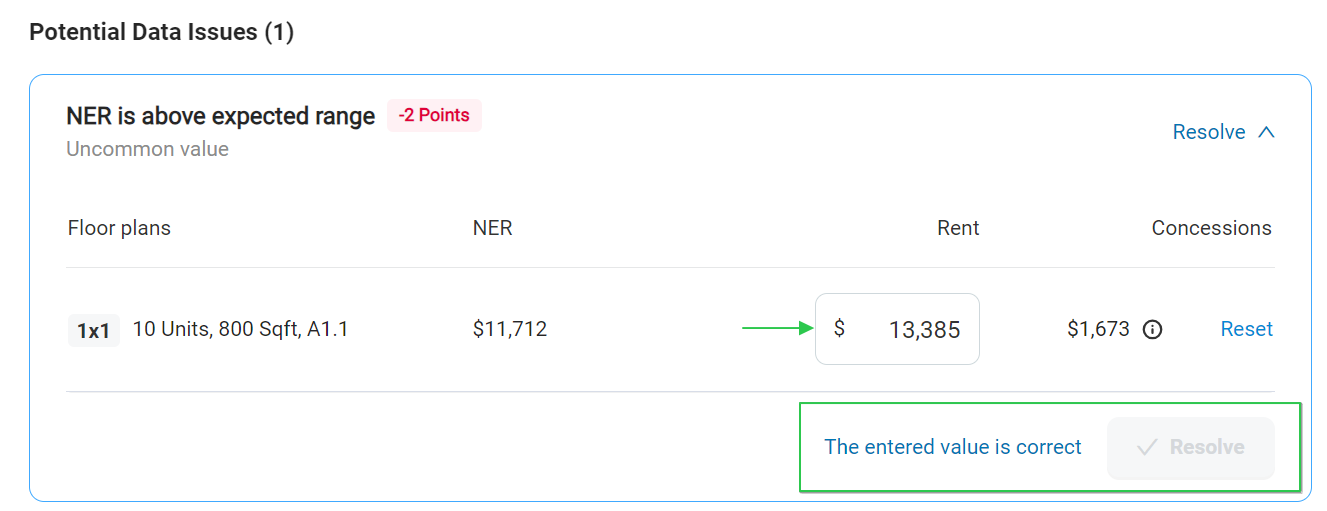 Potential Data Issues (1)
NER is above expected range -2 Points
Uncommon value
Resolve
Floor plans NER Rent Concessions
1x1 10 Units, 800 Sqft, A1.1 $11,712 $ 13,385 $1,673 Reset
The entered value is correct Resolve